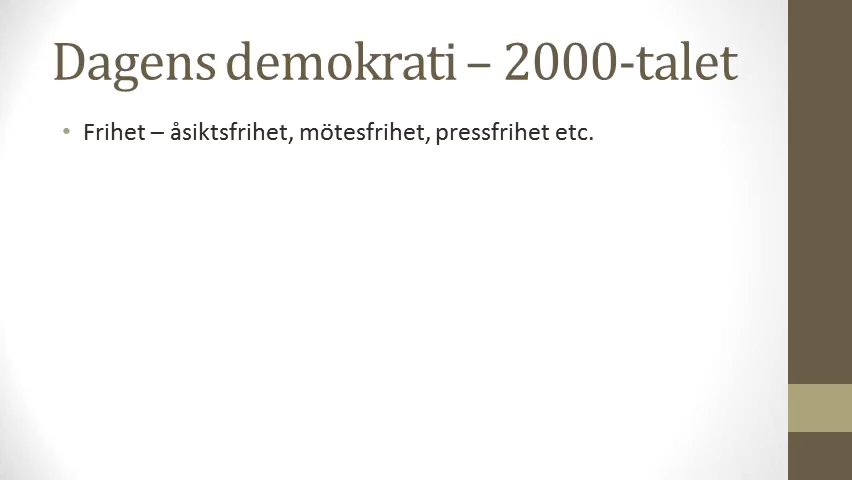 Dagens demokrati – 2000-talet
• Frihet – åsiktsfrihet, mötesfrihet, pressfrihet etc.